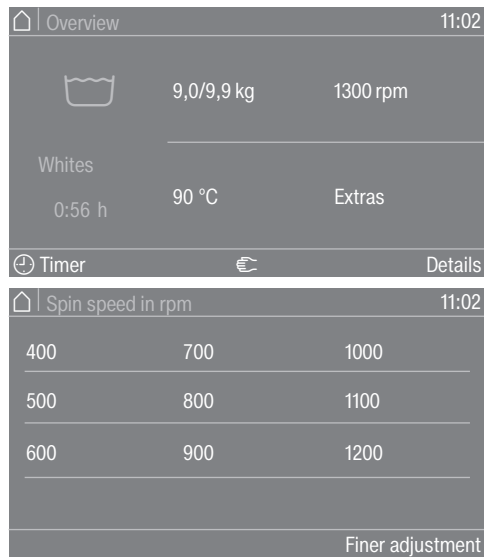 Overview 11:02
9,0/9,9 kg 1300 rpm
Whites
90 °C Extras
0:56 h
Timer Details
Spin speed in rpm 11:02
400 700 1000
500 800 1100
600 900 1200
Finer adjustment